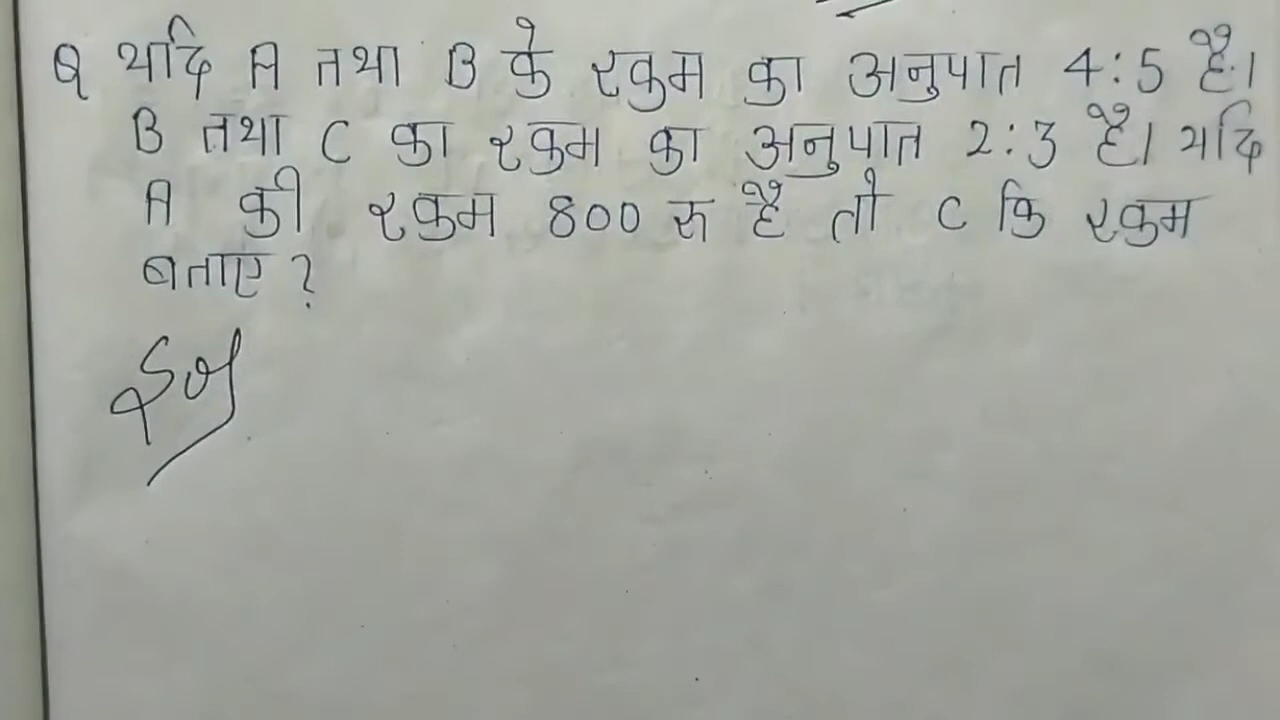 Q यदि A तथा B के रकम का अनुपात 4:5 है।
B तथा C का रकम का अनुपात 2:3 है। यदि
A की रकम 800 रु है तो C कि रकम
बताए ?
Sol